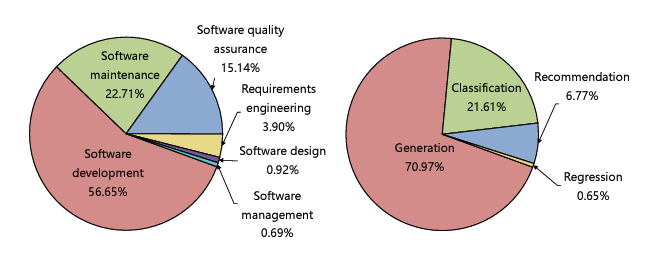 Software quality
assurance
15.14%
Software
maintenance
22.71%
Requirements
engineering
3.90%
Software design
0.92%
Software
management
0.69%
Software
development
56.65%
Classification
21.61%
Recommendation
6.77%
Generation
70.97%
Regression
0.65%